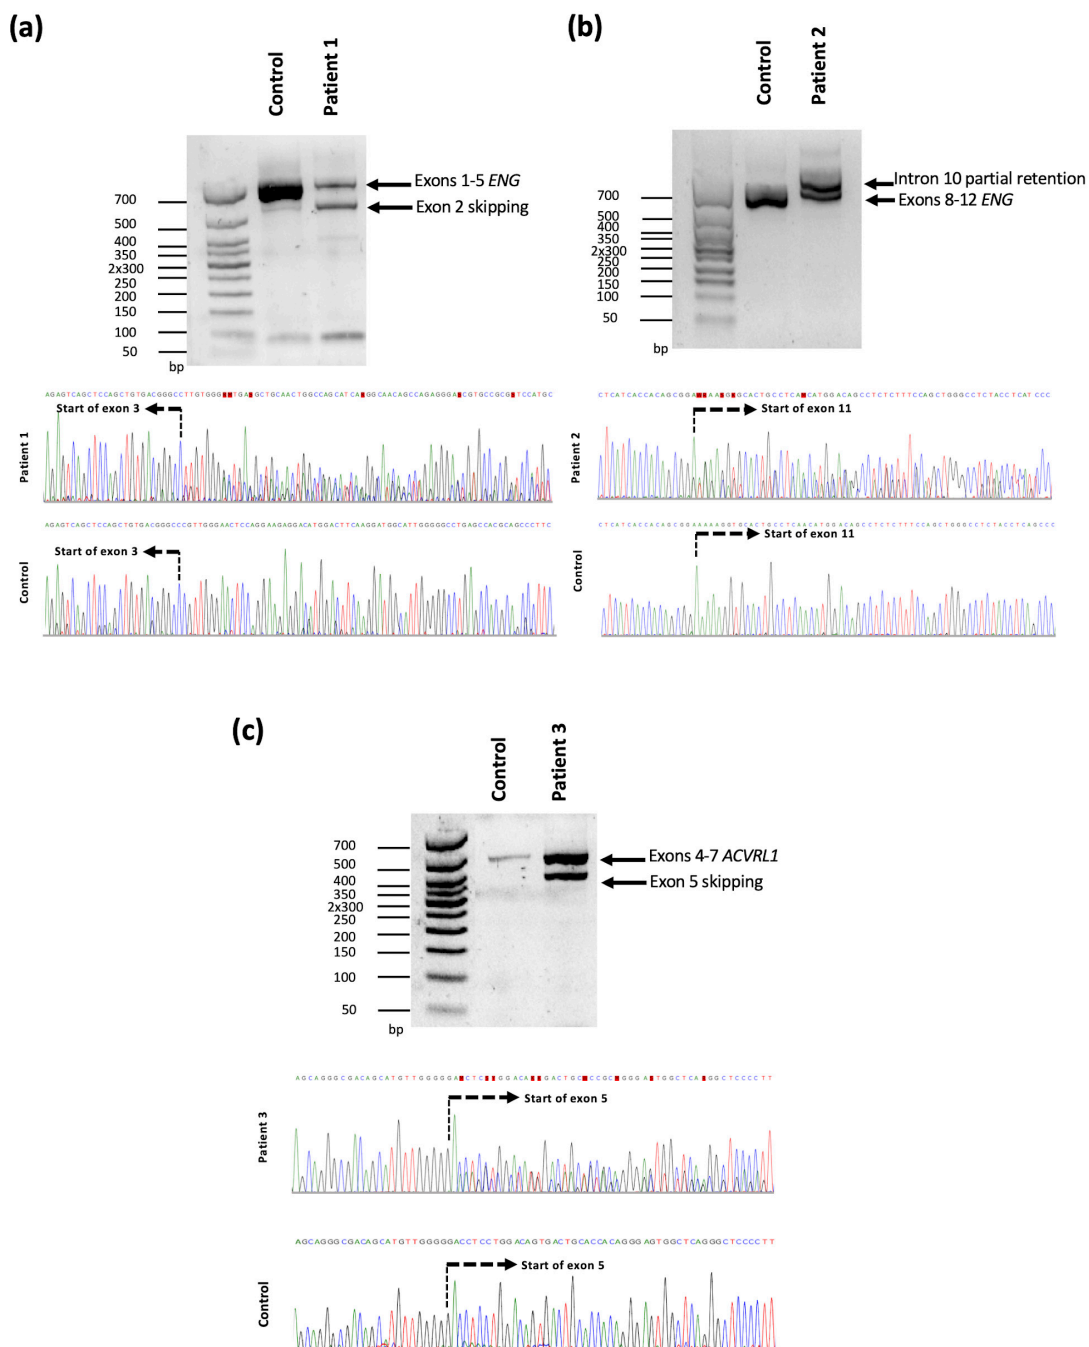 (a)
Control
Patient 1
700
500
400
350
2x300
250
200
150
100
50
bp
Exons 1-5 ENG
Exon 2 skipping
Patient 1
Start of exon 3
AGAGTCAGCTCCAGCTGTGACGGGCCCGTTGGGAACTCCAGGAAGAGGACATGGACTTCAAGGATGGCATTGGGGGCCTGAGCCACGCAGCCCTTC
Control
Start of exon 3
(b)
Control
Patient 2
700
500
400
350
2x300
250
200
150
100
50
bp
Intron 10 partial retention
Exons 8-12 ENG
Patient 2
Start of exon 11
CTCATCACCACAGCGGAAAAAGGTGCACTGCCTCAACATGGACAGCCTCTCTTTCCAGCTGGGCCTCTACCTCAGCCC
Control
Start of exon 11
(c)
Control
Patient 3
700
500
400
350
2x300
250
200
150
100
50
bp
Exons 4-7 ACVRL1
Exon 5 skipping
Patient 3
Start of exon 5
AGCAGGGCGACAGCATGTTGGGGGACCTCCTGGACAGTGACTGCACCACAGGGAGTGGCTCAGGGCTCCCCTT
Control
Start of exon 5